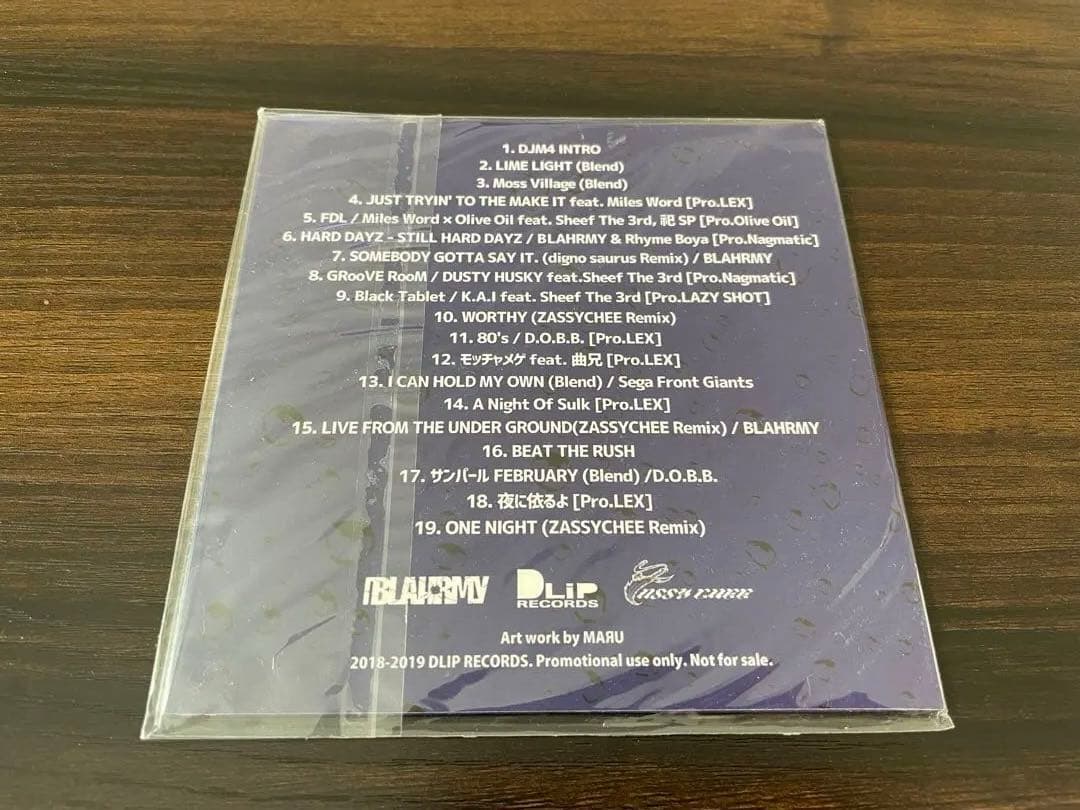 1. DJM4 INTRO
2. LIME LIGHT (Blend)
3. Moss Village (Blend)
4. JUST TRYIN' TO THE MAKE IT feat. Miles Word [Pro.LEX]
5. FDL / Miles Word × Olive Oil feat. Sheef The 3rd, 祀 SP [Pro.Olive Oil]
6. HARD DAYZ - STILL HARD DAYZ / BLAHRMY & Rhyme Boya [Pro.Nagmatic]
7. SOMEBODY GOTTA SAY IT. (digno saurus Remix) / BLAHRMY
8. GRooVE RooM / DUSTY HUSKY feat.Sheef The 3rd [Pro.Nagmatic]
9. Black Tablet / K.A.I feat. Sheef The 3rd [Pro.LAZY SHOT]
10. WORTHY (ZASSYCHEE Remix)
11. 80's / D.O.B.B. [Pro.LEX]
12. モッチャメゲ feat. 曲兄 [Pro.LEX]
13. I CAN HOLD MY OWN (Blend) / Sega Front Giants
14. A Night Of Sulk [Pro.LEX]
15. LIVE FROM THE UNDER GROUND(ZASSYCHEE Remix) / BLAHRMY
16. BEAT THE RUSH
17. サンパール FEBRUARY (Blend) /D.O.B.B.
18. 夜に依るよ [Pro.LEX]
19. ONE NIGHT (ZASSYCHEE Remix)
BLAHRMY DLiP RECORDS ZASSY CHEE
Art work by MAЯU
2018-2019 DLIP RECORDS. Promotional use only. Not for sale.